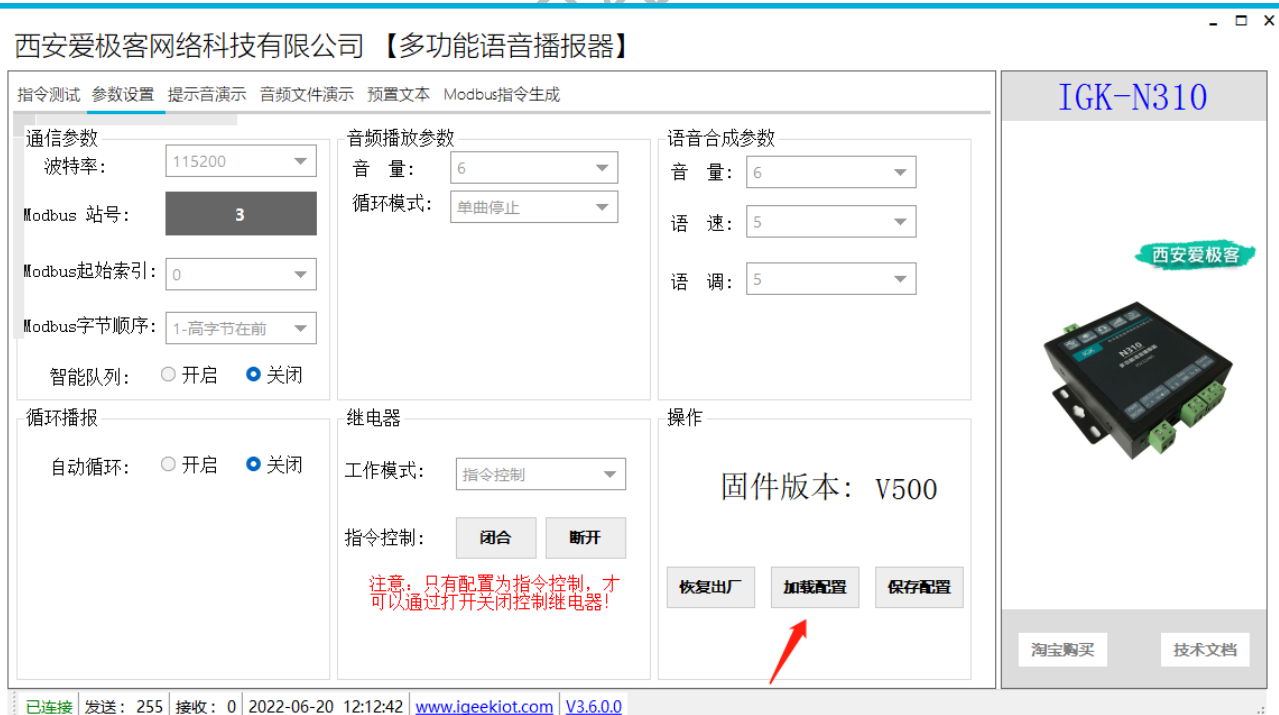 西安爱极客网络科技有限公司 【多功能语音播报器】
指令测试 参数设置 提示音演示 音频文件演示 预置文本 Modbus指令生成
IGK-N310
通信参数
波特率: 115200
Modbus 站号: 3
Modbus起始索引: 0
Modbus字节顺序: 1-高字节在前
智能队列: 开启 关闭
音频播放参数
音 量: 6
循环模式: 单曲停止
语音合成参数
音 量: 6
语 速: 5
语 调: 5
西安爱极客
IGK
N310
循环播报
自动循环: 开启 关闭
继电器
工作模式: 指令控制
指令控制: 闭合 断开
注意: 只有配置为指令控制, 才
可以通过打开关闭控制继电器!
操作
固件版本: V500
恢复出厂 加载配置 保存配置
淘宝购买 技术文档
已连接 发送: 255 接收: 0 2022-06-20 12:12:42 www.igeekiot.com V3.6.0.0